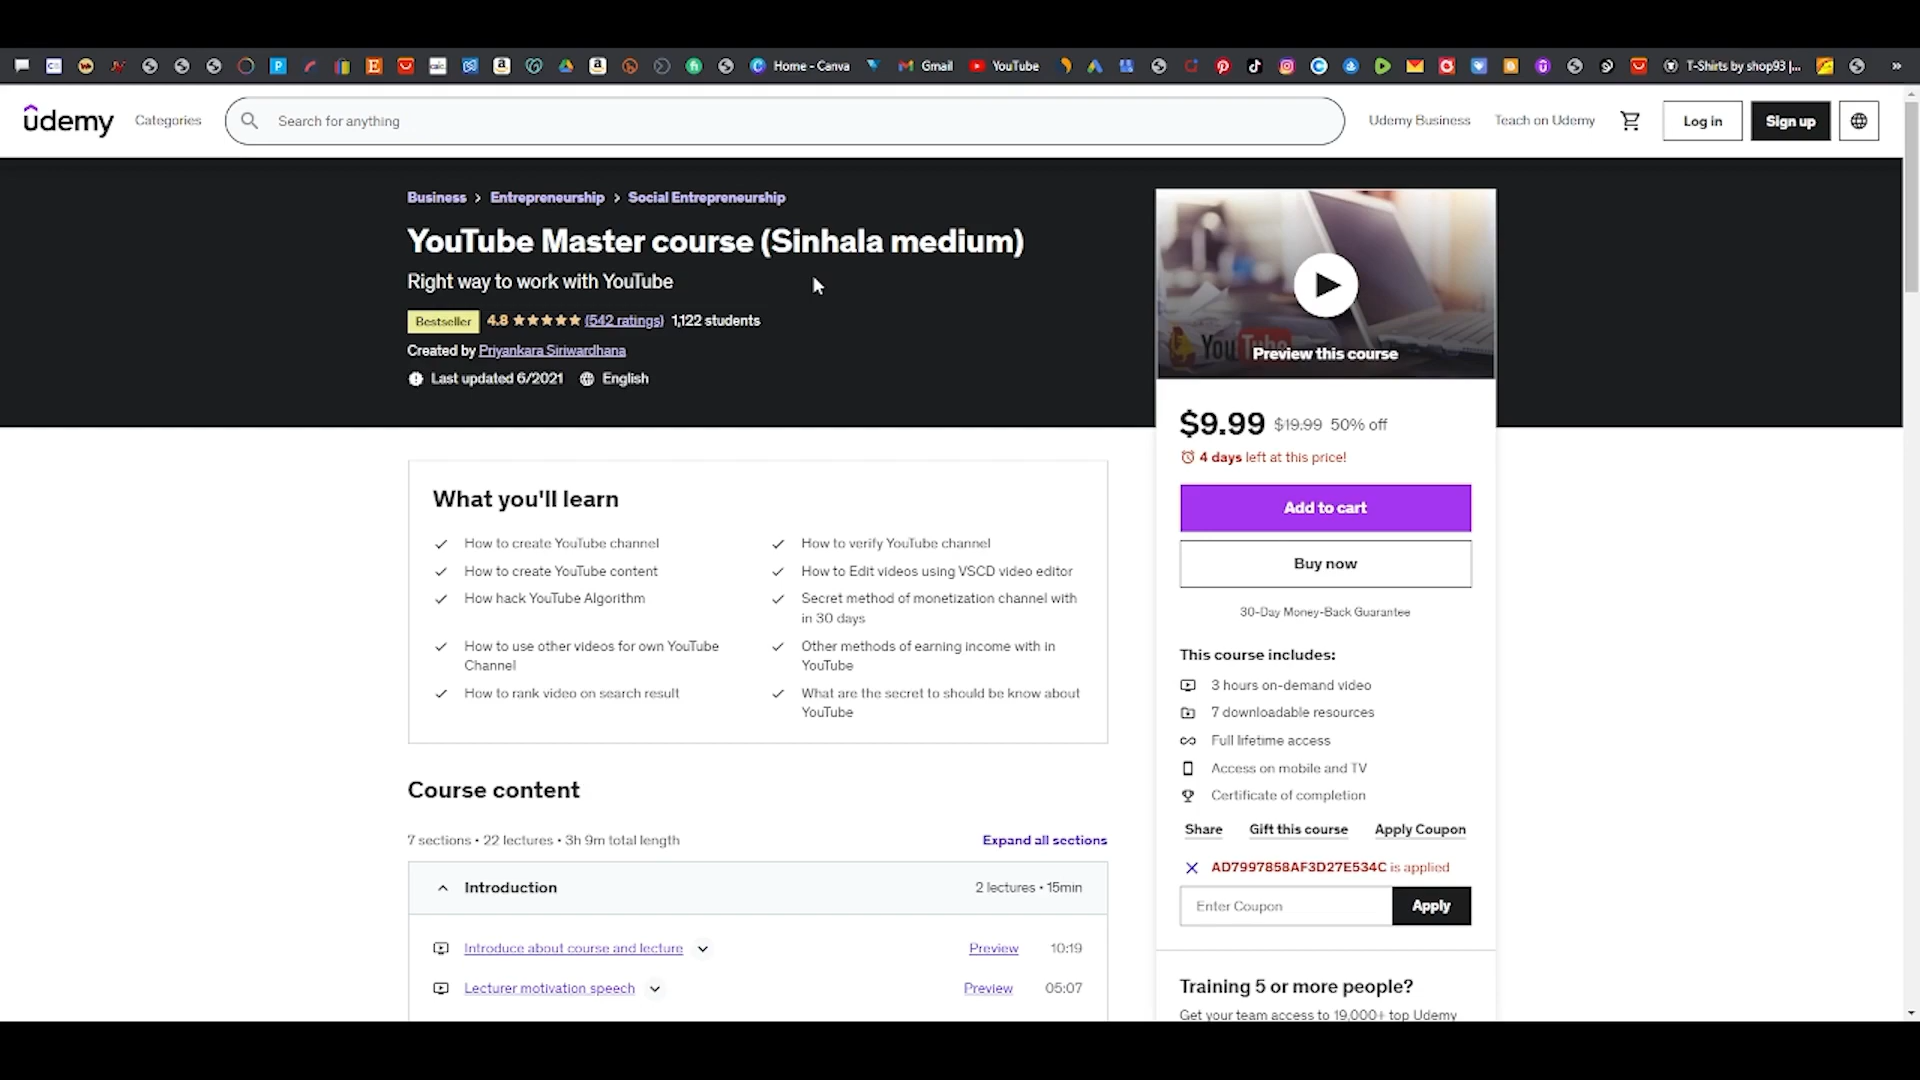 Home - Canva
Gmail
YouTube
T-Shirts by shop93 |...
»
ûdemy
Categories
Search for anything
Udemy Business
Teach on Udemy
Log in
Sign up
Business > Entrepreneurship > Social Entrepreneurship
YouTube Master course (Sinhala medium)
Right way to work with YouTube
Bestseller 4.8 (542 ratings) 1,122 students
Created by Priyankara Siriwardhana
Last updated 6/2021 English
You Tube
Preview this course
$9.99 $19.99 50% off
4 days left at this price!
Add to cart
Buy now
30-Day Money-Back Guarantee
This course includes:
3 hours on-demand video
7 downloadable resources
Full lifetime access
Access on mobile and TV
Certificate of completion
Share
Gift this course
Apply Coupon
AD7997858AF3D27E534C is applied
Enter Coupon
Apply
Training 5 or more people?
Get your team access to 19,000+ top Udemy
What you'll learn
How to create YouTube channel
How to verify YouTube channel
How to create YouTube content
How to Edit videos using VSCD video editor
How hack YouTube Algorithm
Secret method of monetization channel with
in 30 days
How to use other videos for own YouTube
Channel
Other methods of earning income with in
YouTube
How to rank video on search result
What are the secret to should be know about
YouTube
Course content
7 sections • 22 lectures • 3h 9m total length
Expand all sections
Introduction
2 lectures • 15min
Introduce about course and lecture
Preview
10:19
Lecturer motivation speech
Preview
05:07